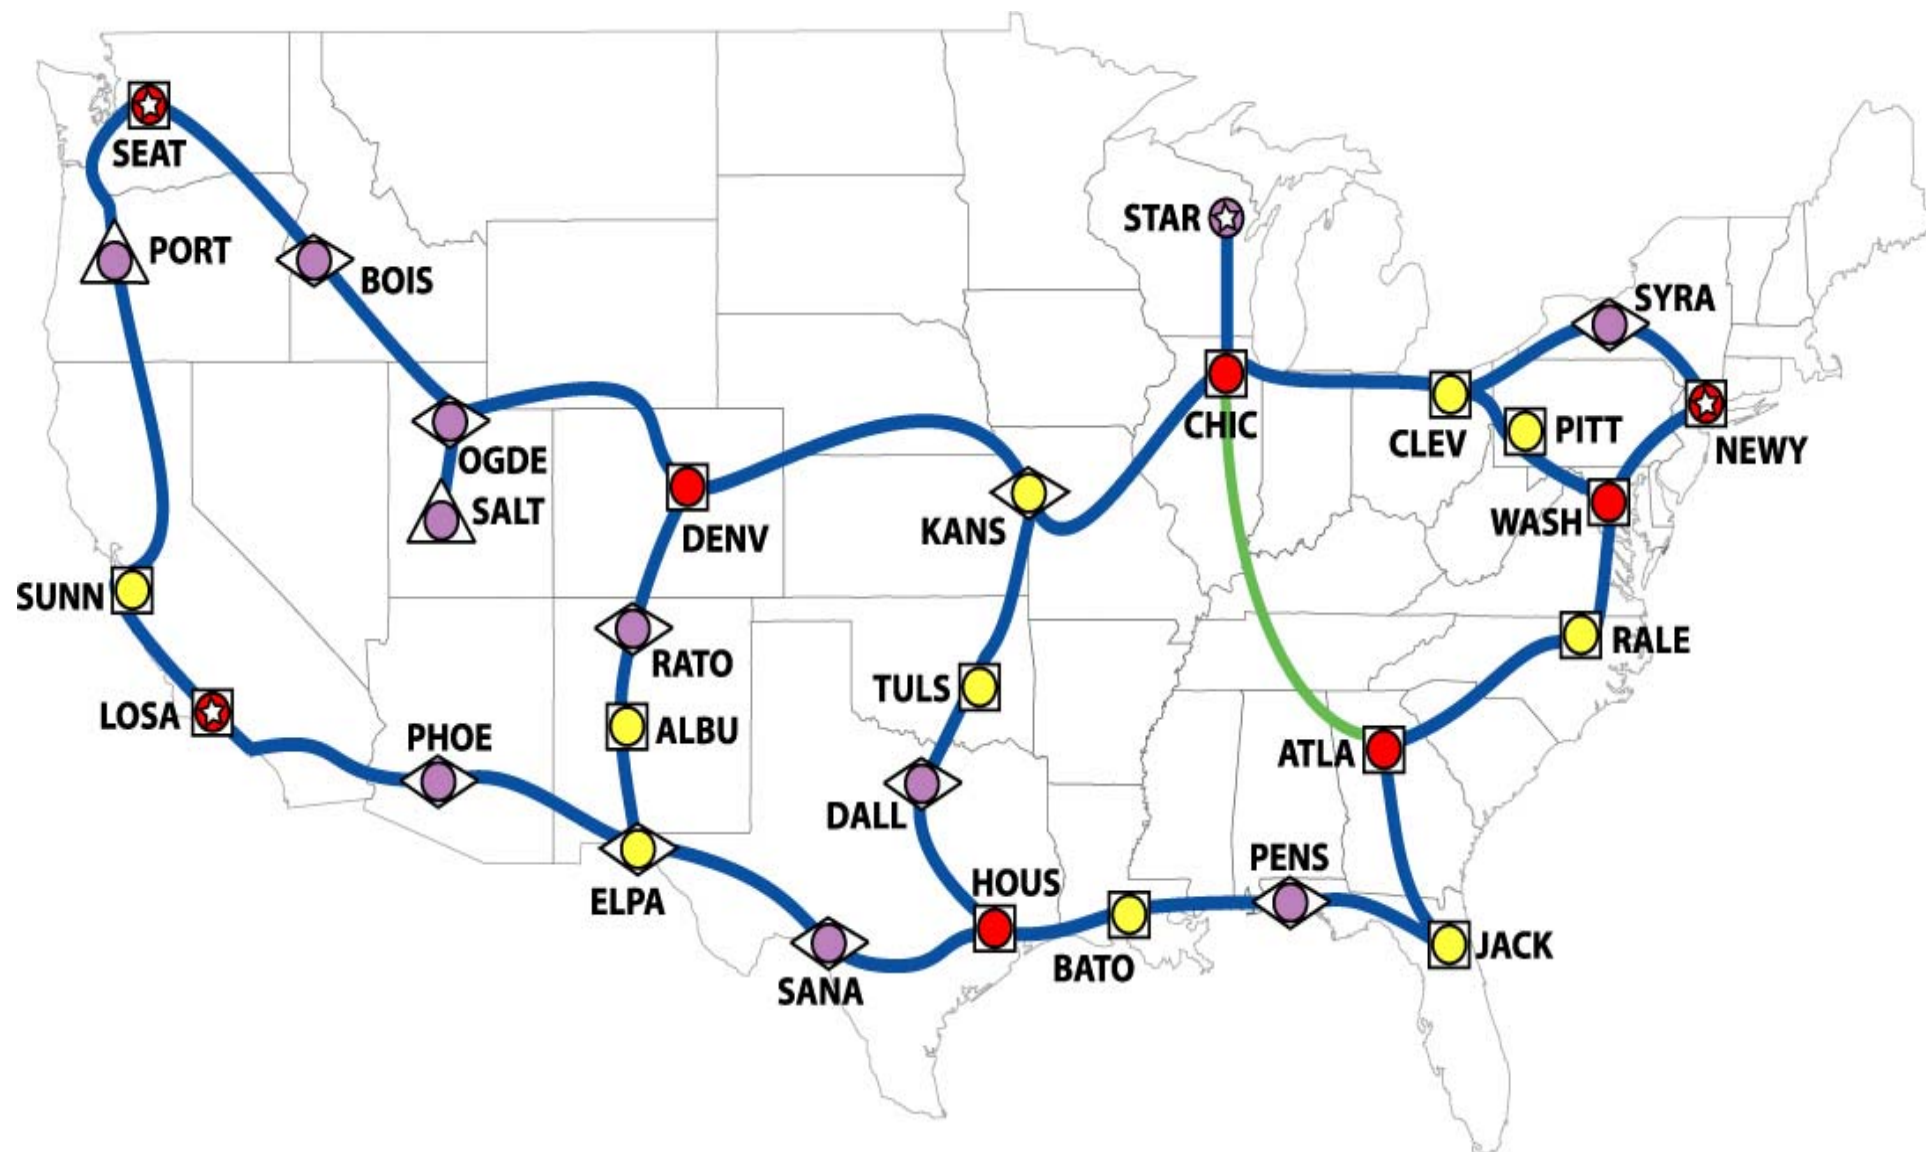 SEAT
PORT
BOIS
STAR
SYRA
CHIC
CLEV
PITT
NEWY
OGDE
SALT
DENV
KANS
WASH
SUNN
RALE
RATO
TULS
LOSA
PHOE
ALBU
ATLA
DALL
ELPA
HOUS
PENS
SANA
BATO
JACK